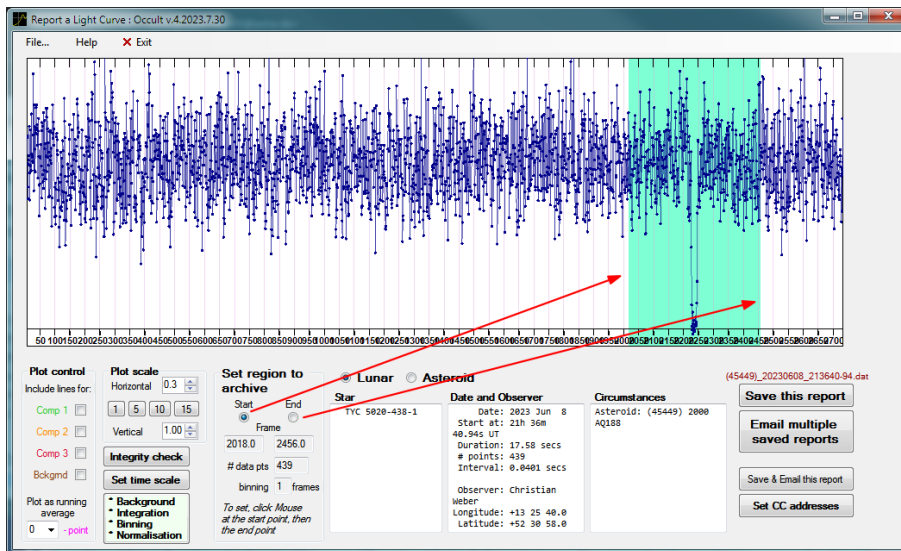 Report a Light Curve : Occult v.4.2023.7.30
File... Help Exit
Plot control
Include lines for:
Comp 1
Comp 2
Comp 3
Bckgrnd
Plot as running
average
0 - point
Plot scale
Horizontal 0.3
1 5 10 15
Vertical 1.00
Integrity check
Set time scale
* Background
* Integration
* Binning
* Normalisation
Set region to
archive
Start End
Frame
2018.0 2456.0
# data pts 439
binning 1 frames
To set, click Mouse
at the start point, then
the end point
Lunar Asteroid
Star
TYC 5020-438-1
Date and Observer
Date: 2023 Jun 8
Start at: 21h 36m
40.94s UT
Duration: 17.58 secs
# points: 439
Interval: 0.0401 secs
Observer: Christian
Weber
Longitude: +13 25 40.0
Latitude: +52 30 58.0
Circumstances
Asteroid: (45449) 2000
AQ188
(45449)_20230608_213640-94.dat
Save this report
Email multiple
saved reports
Save & Email this report
Set CC addresses